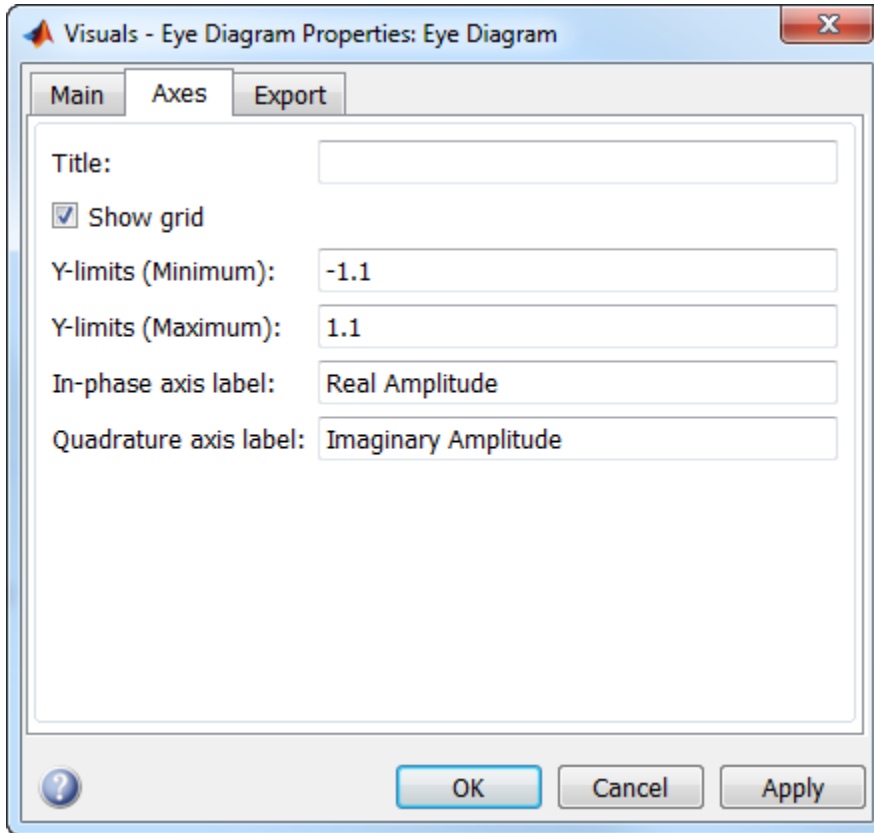 Visuals - Eye Diagram Properties: Eye Diagram
Main Axes Export
Title:
Show grid
Y-limits (Minimum): -1.1
Y-limits (Maximum): 1.1
In-phase axis label: Real Amplitude
Quadrature axis label: Imaginary Amplitude
? OK Cancel Apply